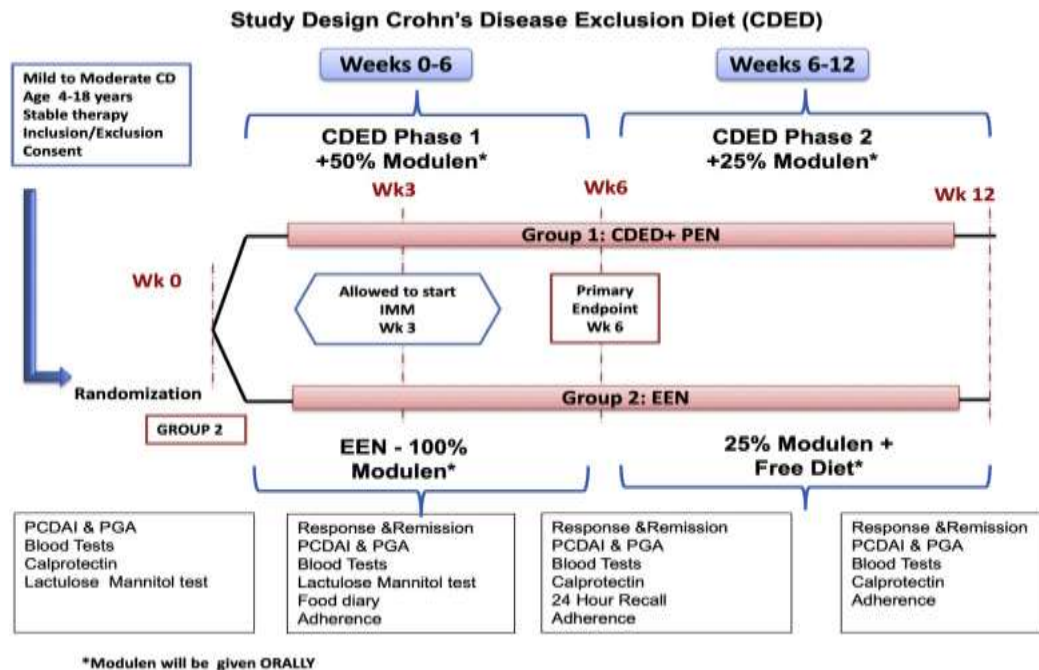 Study Design Crohn's Disease Exclusion Diet (CDED)
Weeks 0-6
Weeks 6-12
Mild to Moderate CD
Age 4-18 years
Stable therapy
Inclusion/Exclusion
Consent
CDED Phase 1
+50% Modulen*
CDED Phase 2
+25% Modulen*
Wk3
Wk6
Wk 12
Group 1: CDED+ PEN
Wk 0
Allowed to start
IMM
Wk 3
Primary
Endpoint
Wk 6
Randomization
Group 2: EEN
GROUP 2
EEN - 100%
Modulen*
25% Modulen +
Free Diet*
PCDAI & PGA
Blood Tests
Calprotectin
Lactulose Mannitol test
Response &Remission
PCDAI & PGA
Blood Tests
Lactulose Mannitol test
Food diary
Adherence
Response &Remission
PCDAI & PGA
Blood Tests
Calprotectin
24 Hour Recall
Adherence
Response &Remission
PCDAI & PGA
Blood Tests
Calprotectin
Adherence
*Modulen will be given ORALLY